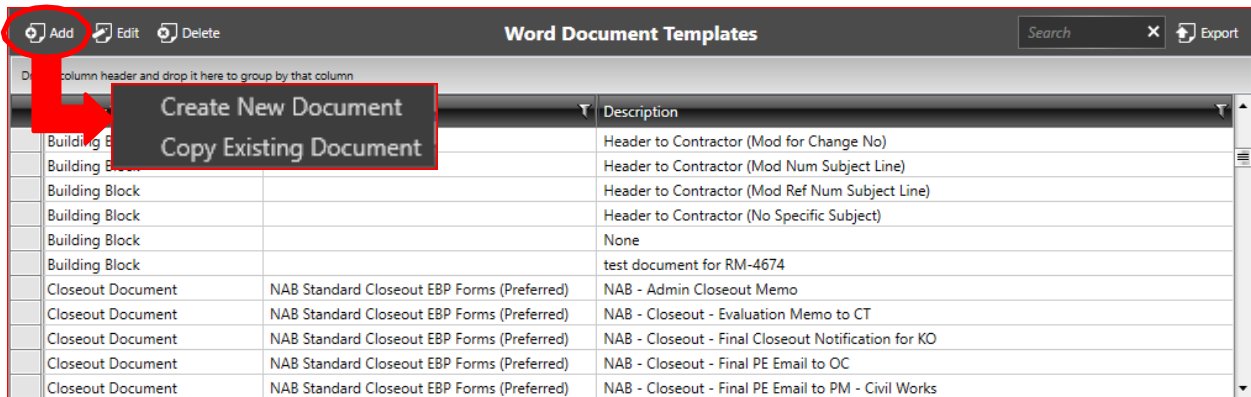 Add Edit Delete Word Document Templates Search Export
column header and drop it here to group by that column
Create New Document
Copy Existing Document
Description
Building Header to Contractor (Mod for Change No)
Building Header to Contractor (Mod Num Subject Line)
Building Block Header to Contractor (Mod Ref Num Subject Line)
Building Block Header to Contractor (No Specific Subject)
Building Block None
Building Block test document for RM-4674
Closeout Document NAB Standard Closeout EBP Forms (Preferred) NAB - Admin Closeout Memo
Closeout Document NAB Standard Closeout EBP Forms (Preferred) NAB - Closeout - Evaluation Memo to CT
Closeout Document NAB Standard Closeout EBP Forms (Preferred) NAB - Closeout - Final Closeout Notification for KO
Closeout Document NAB Standard Closeout EBP Forms (Preferred) NAB - Closeout - Final PE Email to OC
Closeout Document NAB Standard Closeout EBP Forms (Preferred) NAB - Closeout - Final PE Email to PM - Civil Works